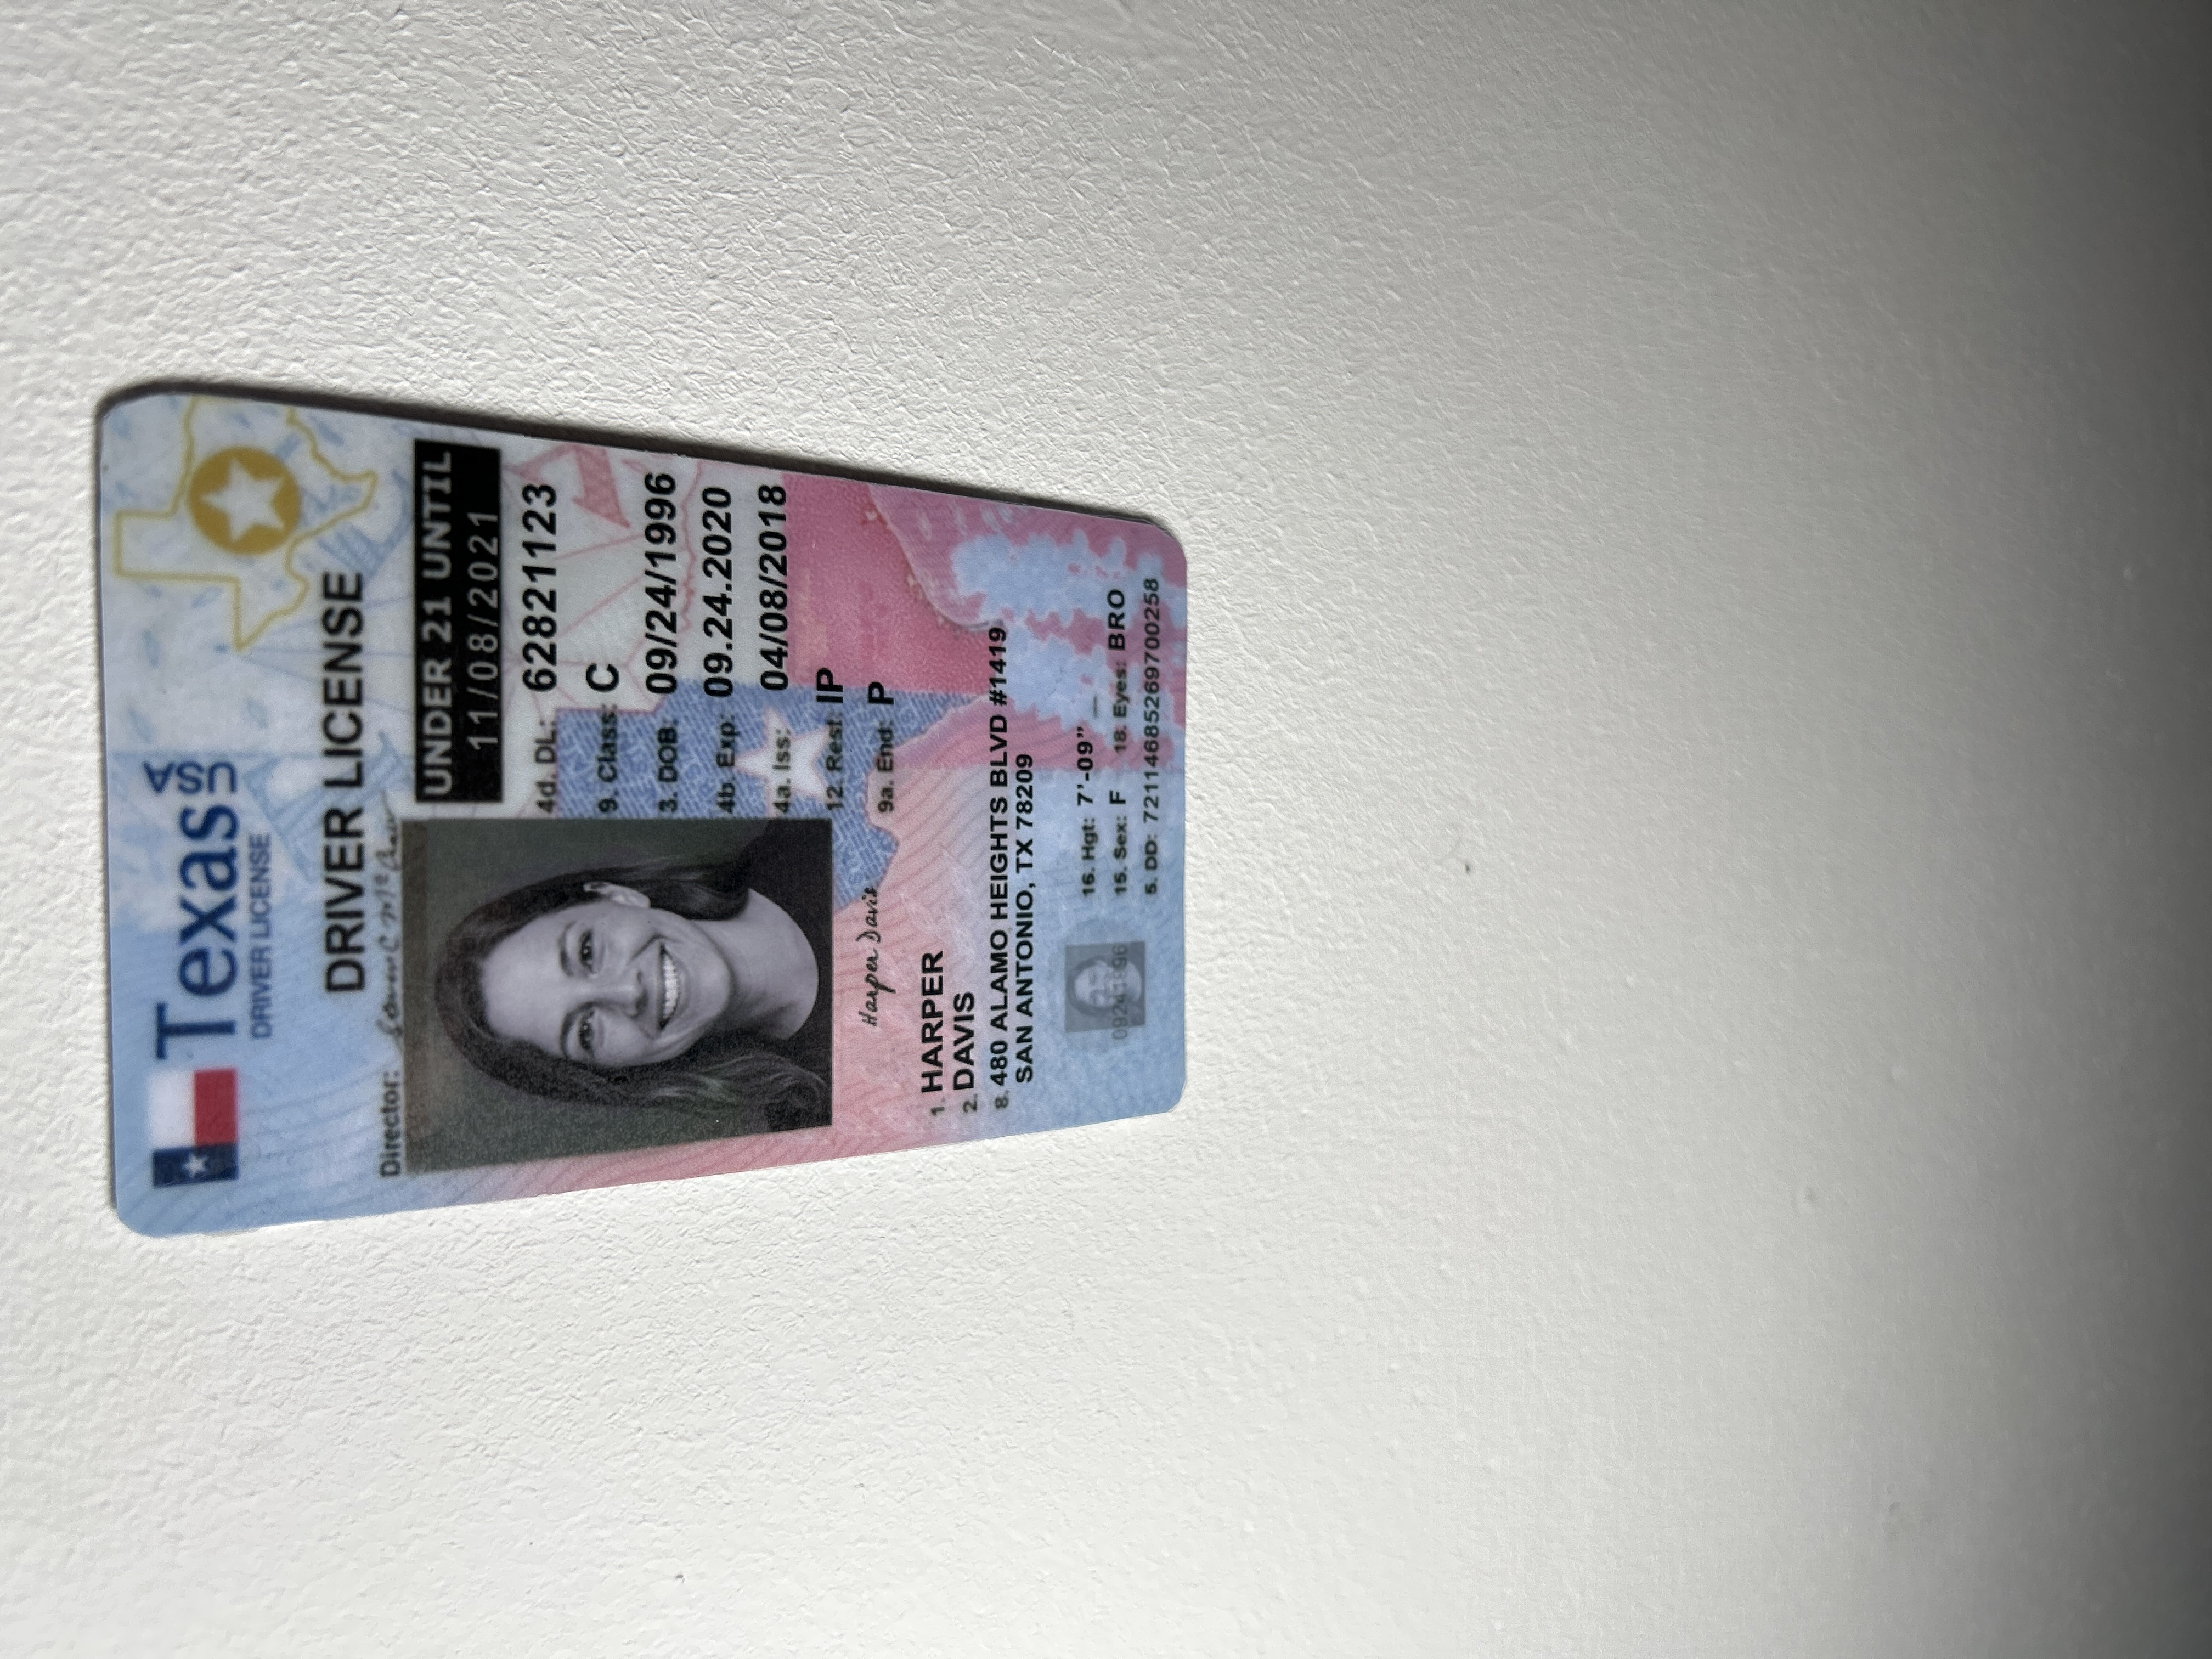 Texas USA
DRIVER LICENSE
DRIVER LICENSE
Director:
UNDER 21 UNTIL
11/08/2021
4d. DL: 62821123
9. Class: C
3. DOB: 09/24/1996
4b. Exp: 09.24.2020
4a. Iss: 04/08/2018
12. Rest: IP
9a. End: P
Harper Davis
1. HARPER
2. DAVIS
8. 480 ALAMO HEIGHTS BLVD #1419
SAN ANTONIO, TX 78209
16. Hgt: 7'-09" _
15. Sex: F 18. Eyes: BRO
09241996
5. DD: 72114685269700258